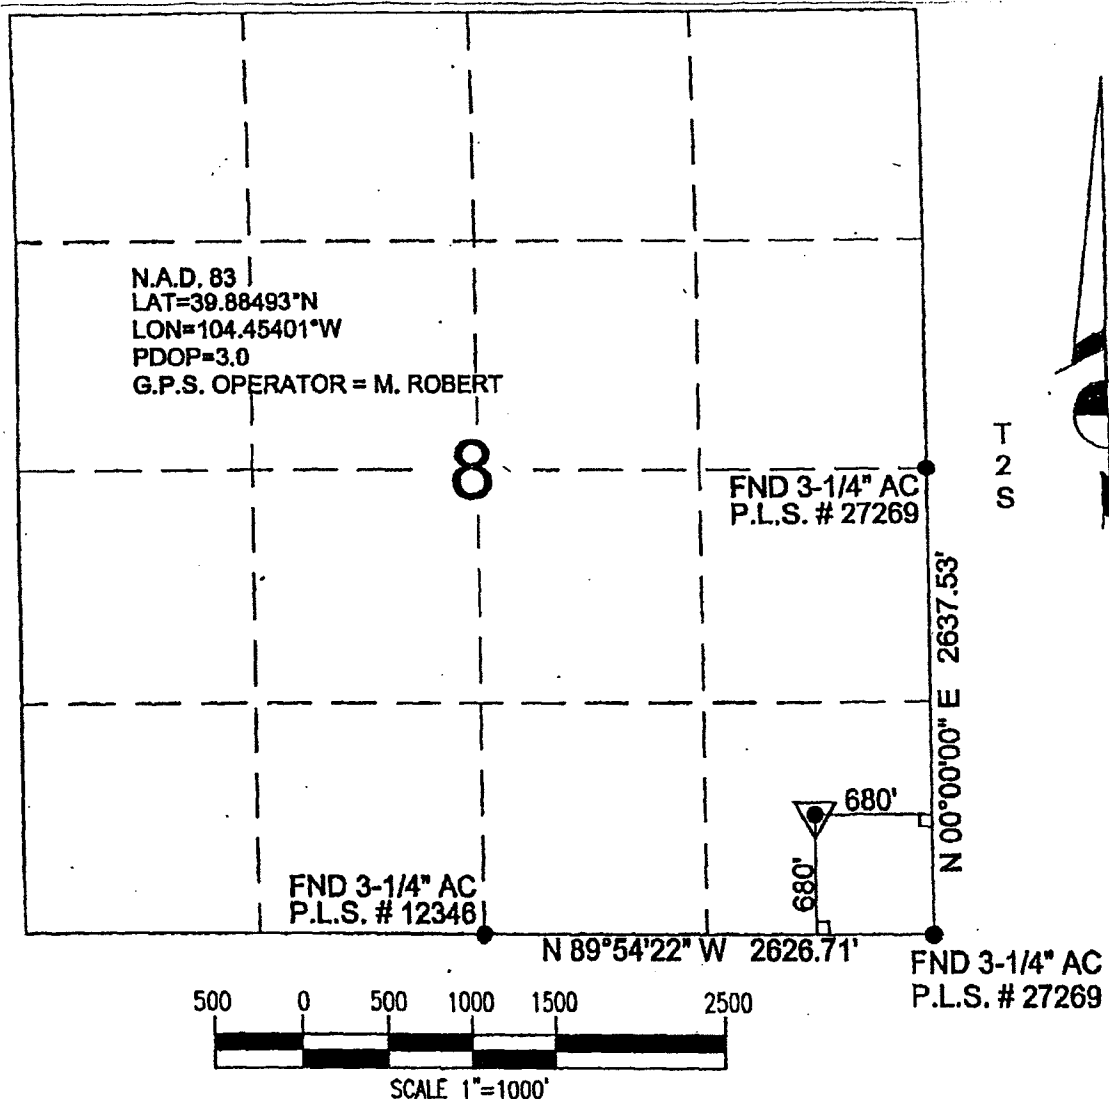 N.A.D. 83
LAT=39.88493°N
LON=104.45401°W
PDOP=3.0
G.P.S. OPERATOR = M. ROBERT
8
T
2
S
FND 3-1/4" AC
P.L.S. # 27269
N 00°00'00" E 2637.53'
680'
680'
FND 3-1/4" AC
P.L.S. # 12346
N 89°54'22" W 2626.71'
FND 3-1/4" AC
P.L.S. # 27269
500 0 500 1000 1500 2500
SCALE 1"=1000'